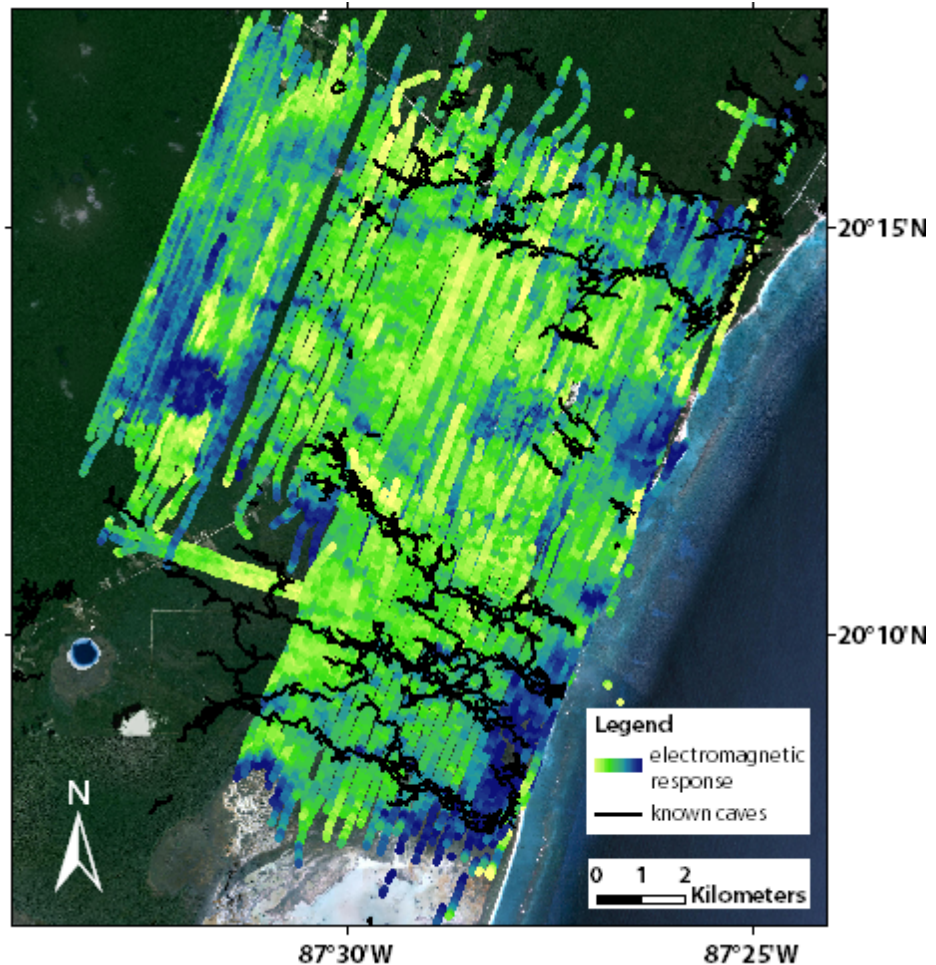 20°15'N
20°10'N
Legend
electromagnetic
response
known caves
N
0 1 2
Kilometers
87°30'W
87°25'W